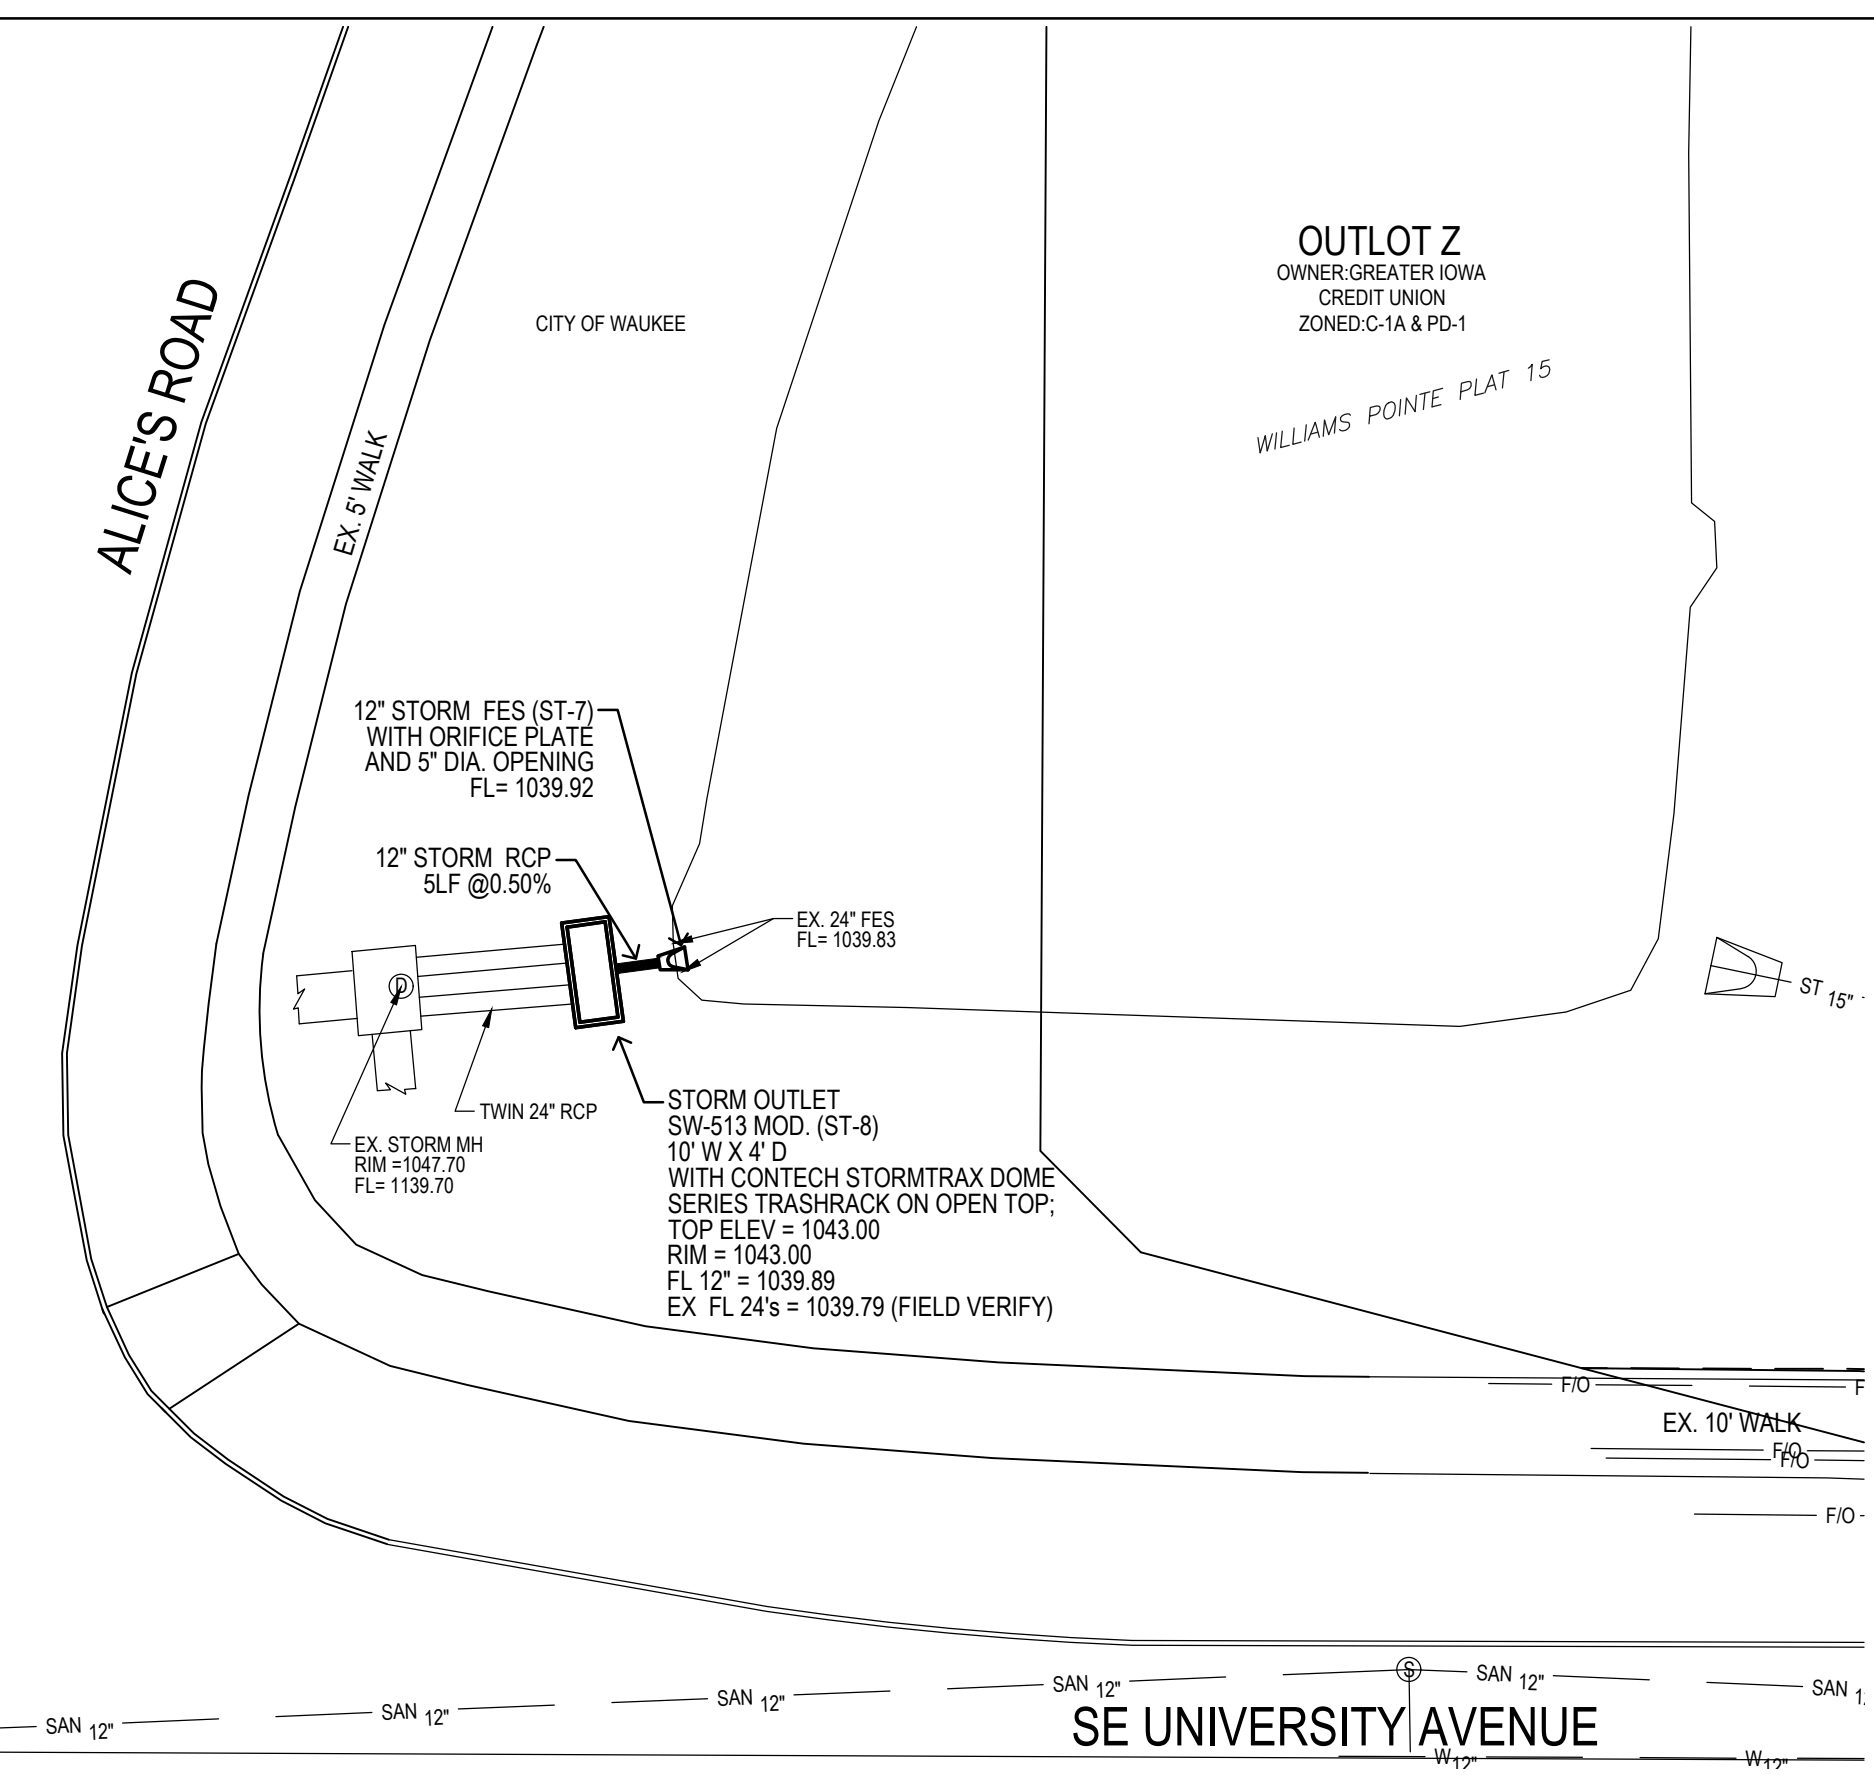 OUTLOT Z
OWNER:GREATER IOWA
CREDIT UNION
ZONED:C-1A & PD-1
CITY OF WAUKEE
WILLIAMS POINTE PLAT 15
ALICE'S ROAD
EX. 5' WALK
12" STORM FES (ST-7)
WITH ORIFICE PLATE
AND 5" DIA. OPENING
FL= 1039.92
12" STORM RCP
5LF @0.50%
EX. 24" FES
FL= 1039.83
D
ST 15"
TWIN 24" RCP
EX. STORM MH
RIM =1047.70
FL= 1139.70
STORM OUTLET
SW-513 MOD. (ST-8)
10' W X 4' D
WITH CONTECH STORMTRAX DOME
SERIES TRASHRACK ON OPEN TOP;
TOP ELEV = 1043.00
RIM = 1043.00
FL 12" = 1039.89
EX FL 24's = 1039.79 (FIELD VERIFY)
F/O
F
EX. 10' WALK
F/O
F/O
F/O
S
SAN 12"
SAN 12"
SAN 12"
SAN 12"
SAN 12"
SAN
SE UNIVERSITY AVENUE
W12"
W12"